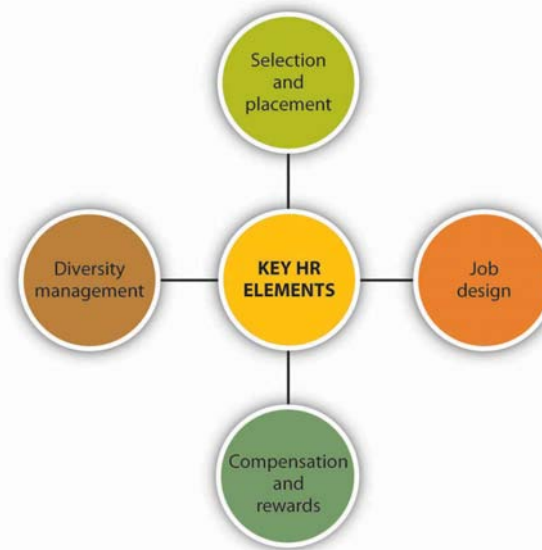 Selection
and
placement
Diversity
management
KEY HR
ELEMENTS
Job
design
Compensation
and
rewards